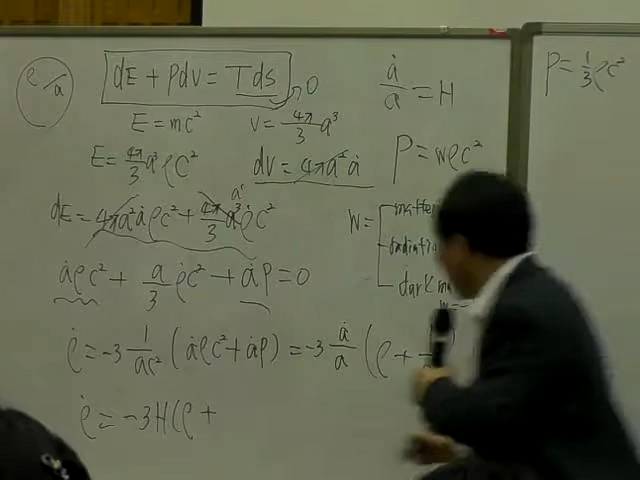 ρ/a
dE + PdV = Tds → 0
ȧ/a = H
P = 1/3 ρc²
E = mc²
V = 4π/3 a³
E = 4π/3 a³ρc²
dV = 4πa²ȧ
P = wρc²
dE = 4πa²ȧρc² + 4π/3 a³ρ̇c²
w =
matter
radiati
dark
ȧρc² + a/3 ρ̇c² + ȧP = 0
ρ̇ = -3 1/ac² (ȧρc² + ȧP) = -3 ȧ/a (ρ +
ρ̇ = -3H(ρ +